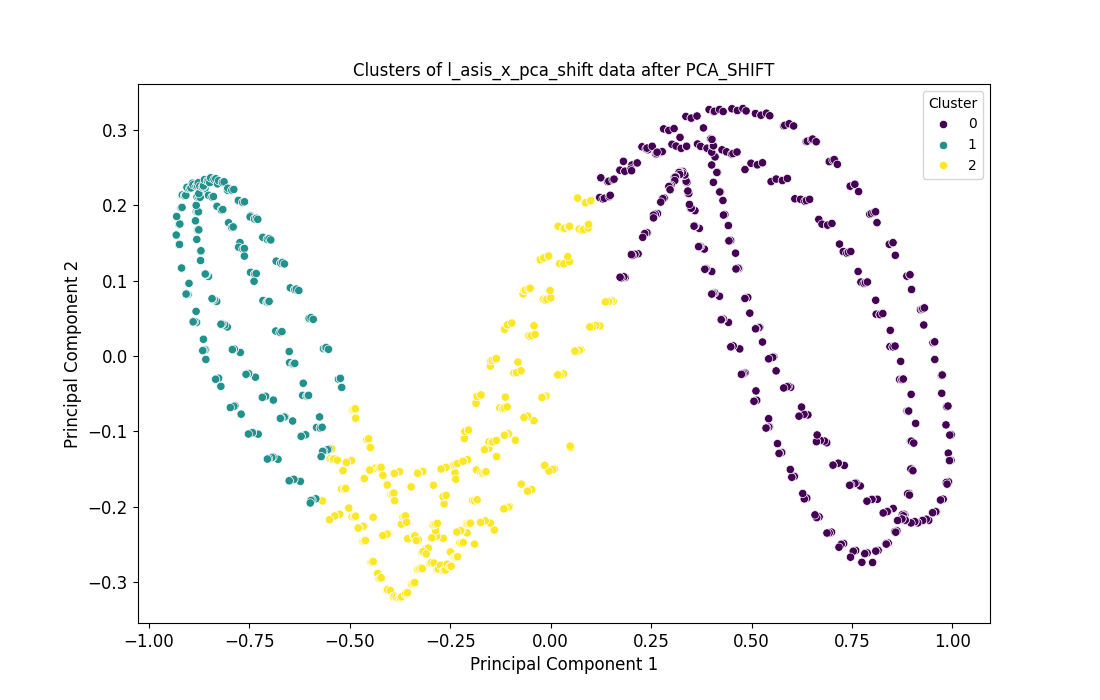 Clusters of l_asis_x_pca_shift data after PCA_SHIFT
Cluster
0
1
2
Principal Component 2
0.3
0.2
0.1
0.0
−0.1
−0.2
−0.3
−1.00 −0.75 −0.50 −0.25 0.00 0.25 0.50 0.75 1.00
Principal Component 1